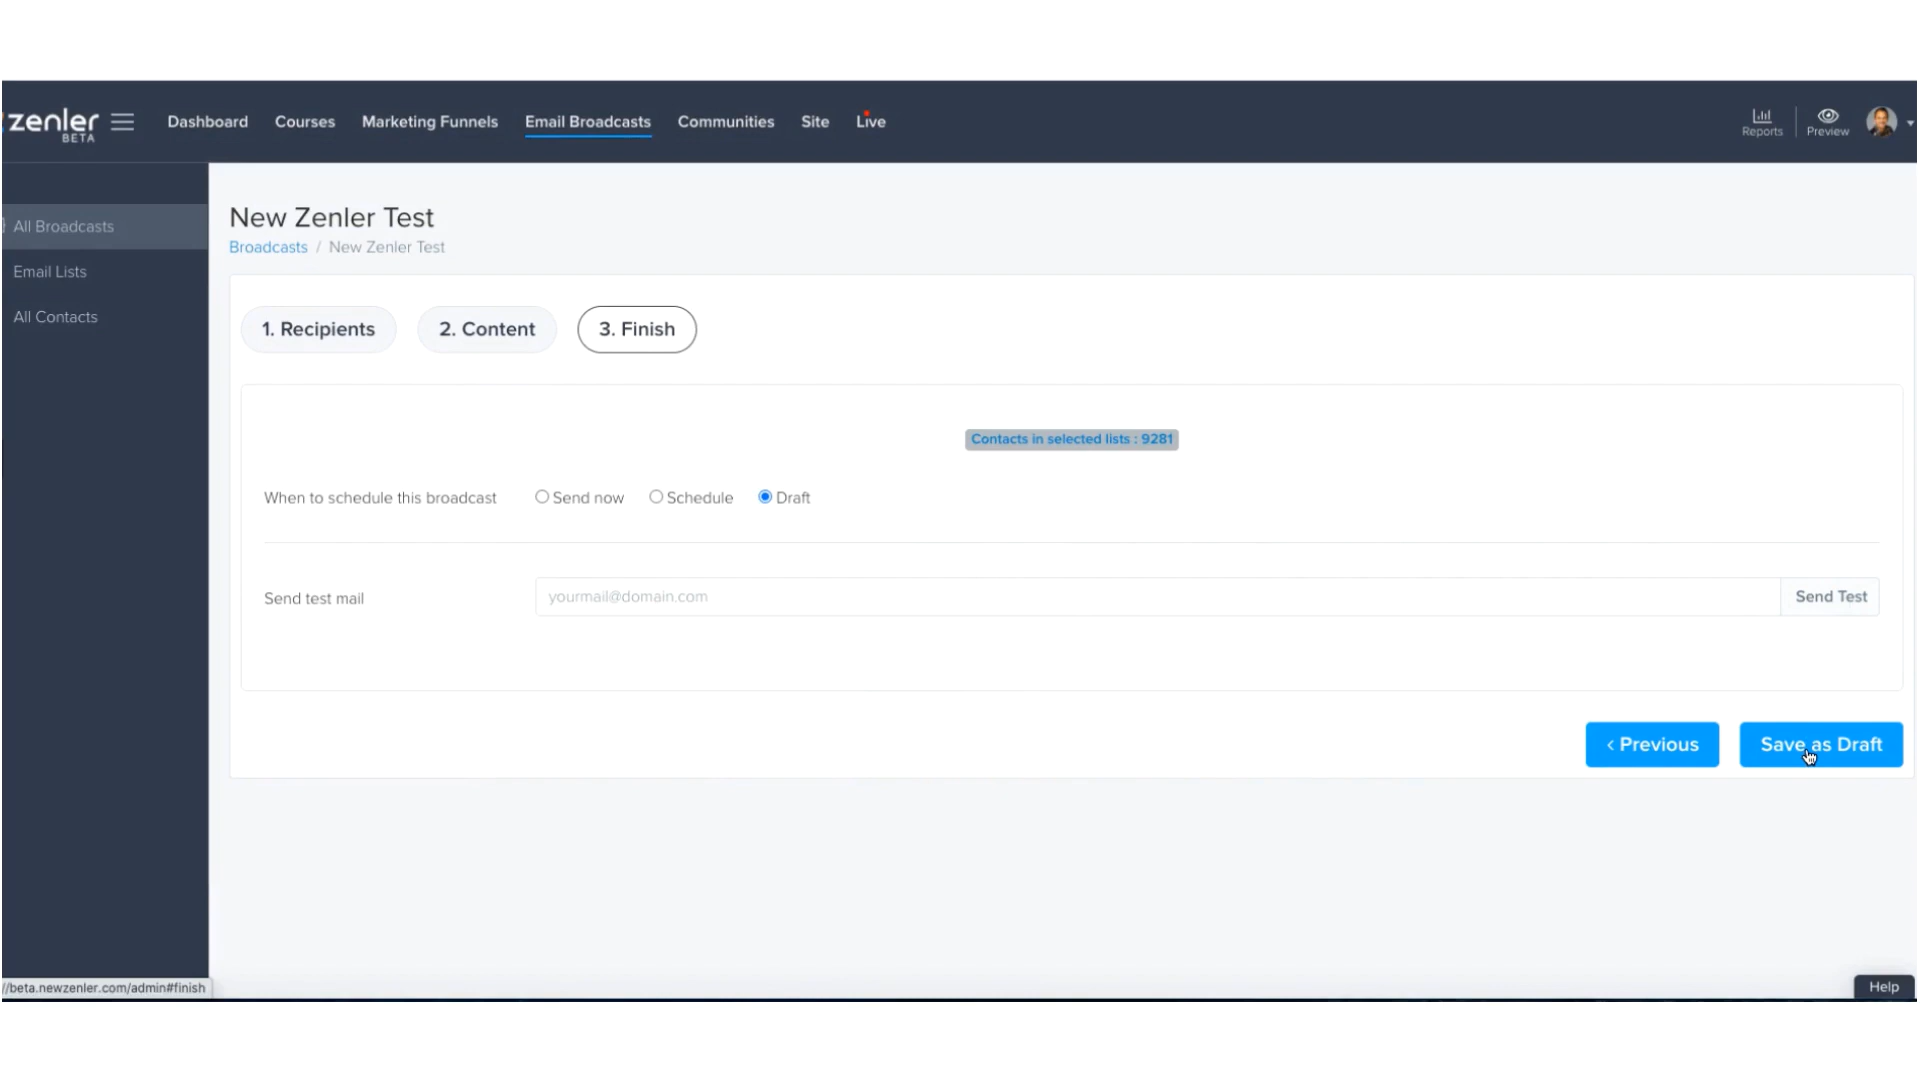 zenler
BETA
Dashboard Courses Marketing Funnels Email Broadcasts Communities Site Live
Reports Preview
All Broadcasts
Email Lists
All Contacts
New Zenler Test
Broadcasts / New Zenler Test
1. Recipients 2. Content 3. Finish
Contacts in selected lists : 9281
When to schedule this broadcast Send now Schedule Draft
Send test mail yourmail@domain.com Send Test
< Previous Save as Draft
//beta.newzenler.com/admin#finish
Help